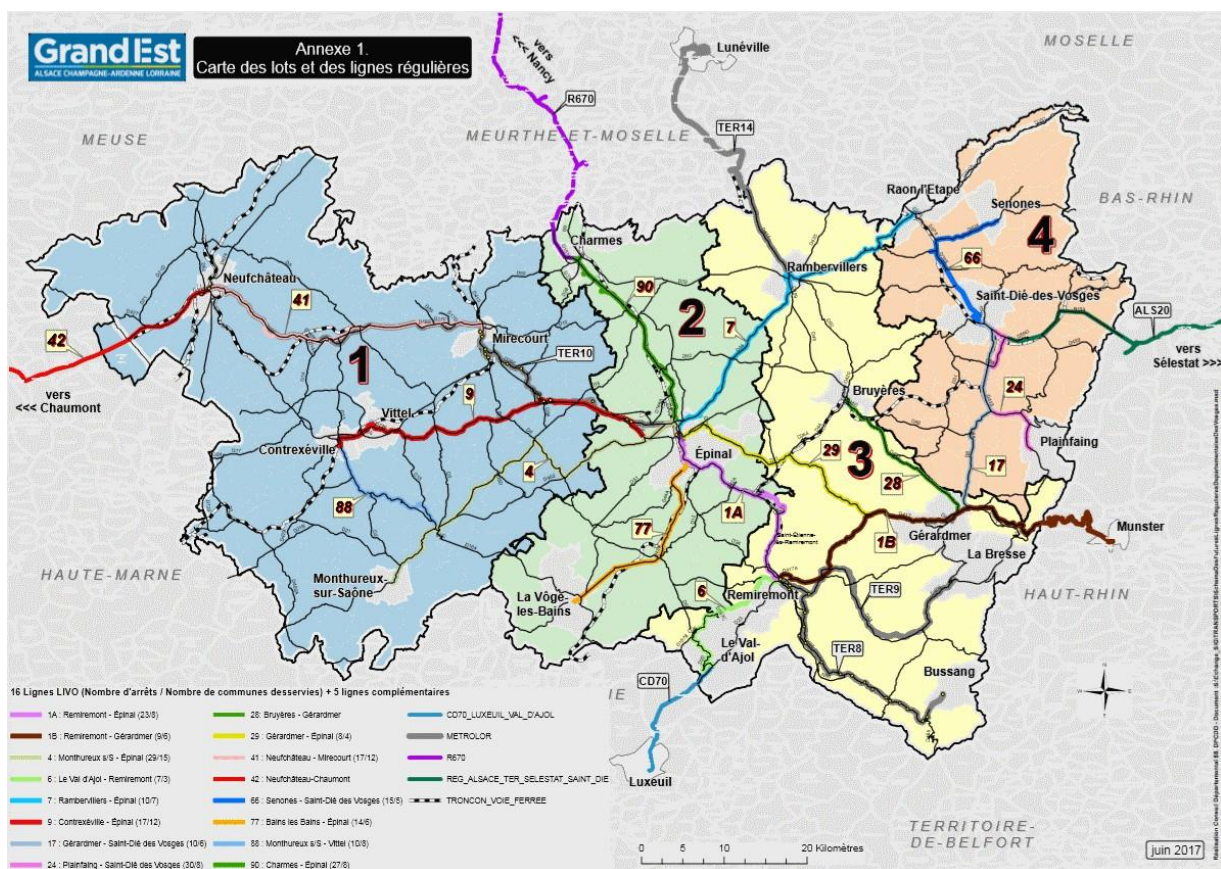 Grand Est
ALSACE CHAMPAGNE-ARDENNE LORRAINE
Annexe 1.
Carte des lots et des lignes régulières
vers
<<< Nancy
R670
Lunéville
MOSELLE
MEUSE
MEURTHE-ET-MOSELLE
TER14
BAS-RHIN
Raon l'Etape
Senones
4
66
Charmes
Neufchâteau
Rambervillers
90
2
41
Saint-Dié-des-Vosges
ALS20
7
42
1
Mirecourt
TER10
vers
Sélestat >>>
vers
<<< Chaumont
9
Vittel
Bruyères
24
Contrexéville
Plainfaing
Épinal
29
3
4
28
17
88
1A
77
1B
Gérardmer
Munster
Saint-Etienne-
lès-Remiremont
La Bresse
HAUTE-MARNE
Monthureux-
sur-Saône
La Vôge-
les-Bains
6
Remiremont
TER9
HAUT-RHIN
Le Val-
d'Ajol
TER8
Bussang
CD70
Luxeuil
16 Lignes LIVO (Nombre d'arrêts / Nombre de communes desservies) + 5 lignes complémentaires
1A : Remiremont - Épinal (23/8)
1B : Remiremont - Gérardmer (9/6)
4 : Monthureux s/S - Épinal (29/15)
6 : Le Val d'Ajol - Remiremont (7/3)
7 : Rambervillers - Épinal (10/7)
9 : Contrexéville - Épinal (17/12)
17 : Gérardmer - Saint-Dié des Vosges (10/6)
24 : Plainfaing - Saint-Dié des Vosges (30/8)
28: Bruyères - Gérardmer
29 : Gérardmer - Épinal (8/4)
41 : Neufchâteau - Mirecourt (17/12)
42 : Neufchâteau-Chaumont
66 : Senones - Saint-Dié des Vosges (15/5)
77 : Bains les Bains - Épinal (14/6)
88 : Monthureux s/S - Vittel (10/8)
90 : Charmes - Épinal (27/8)
CD70_LUXEUIL_VAL_D'AJOL
METROLOR
R670
REG_ALSACE_TER_SELESTAT_SAINT_DIE
TRONCON_VOIE_FERREE
IE
TERRITOIRE-
DE-BELFORT
0 5 10 20 Kilomètres
juin 2017